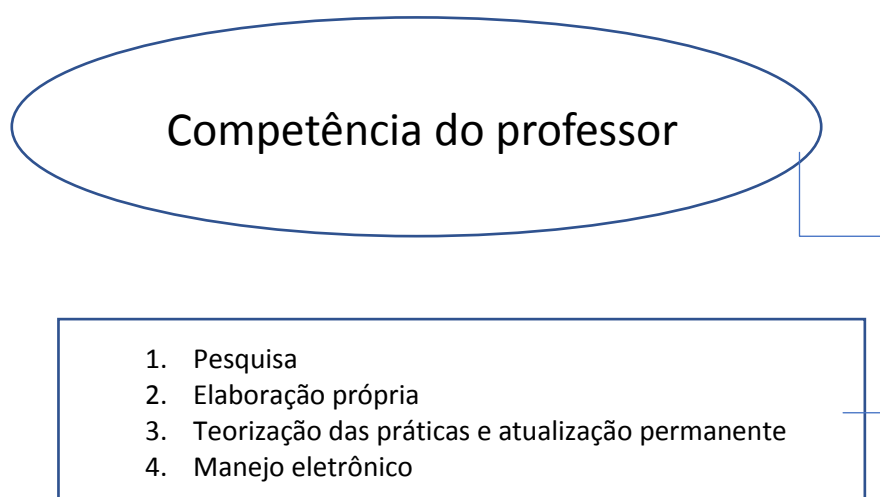 Competência do professor
1. Pesquisa
2. Elaboração própria
3. Teorização das práticas e atualização permanente
4. Manejo eletrônico